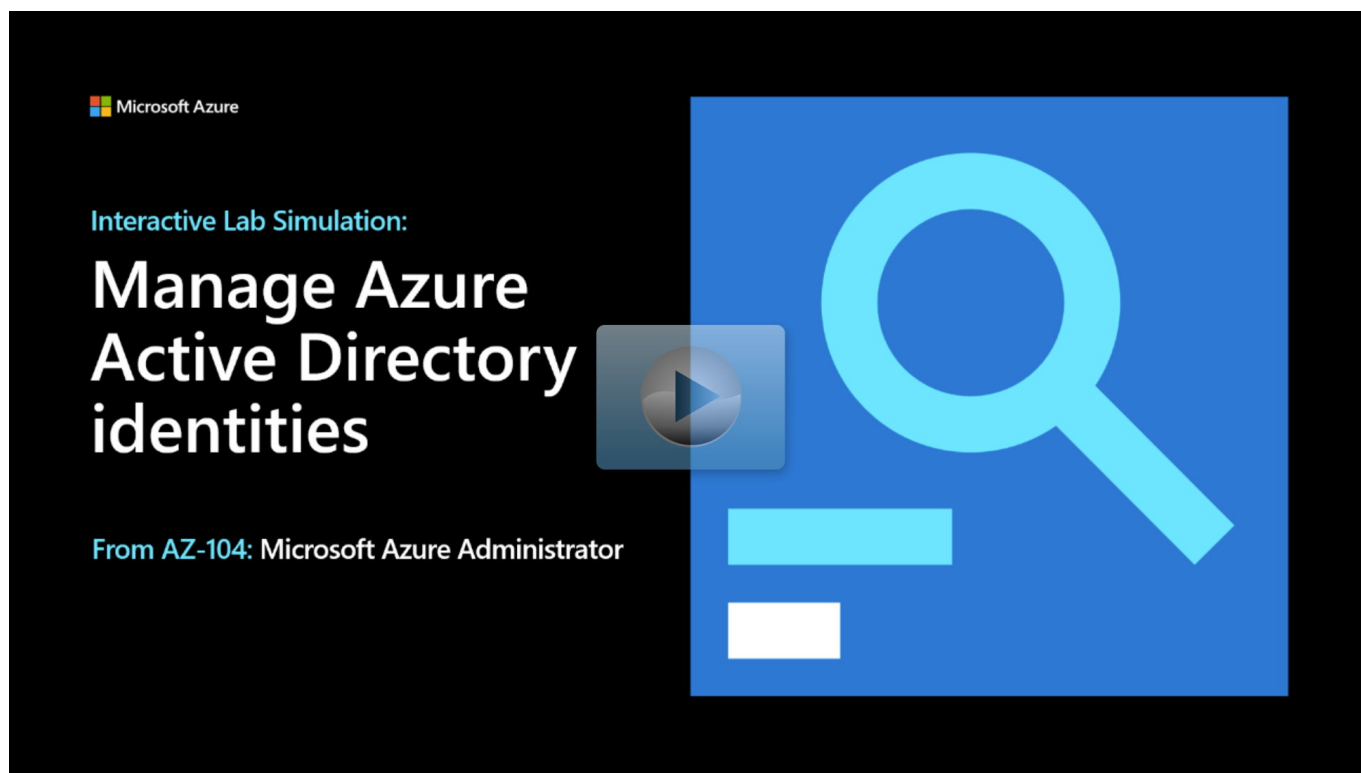 Microsoft Azure
Interactive Lab Simulation:
Manage Azure
Active Directory
identities
From AZ-104: Microsoft Azure Administrator